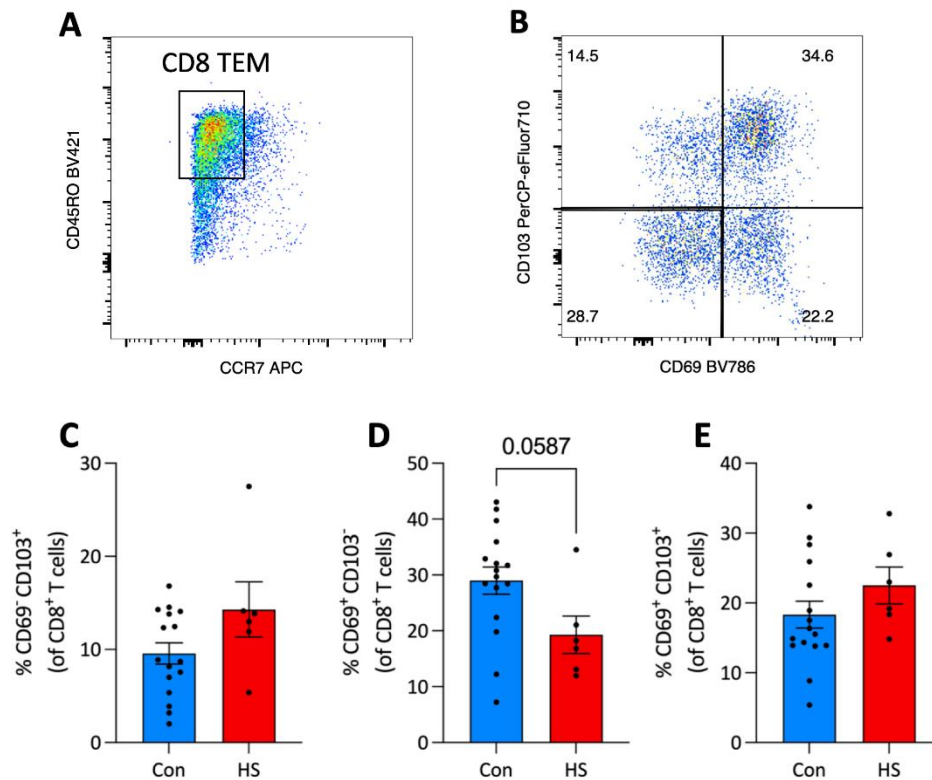 A
CD8 TEM
CD45RO BV421
CCR7 APC
B
14.5
34.6
28.7
22.2
CD103 PerCP-eFluor710
CD69 BV786
C
% CD69⁻ CD103⁺
(of CD8⁺ T cells)
30
20
10
0
Con
HS
D
0.0587
% CD69⁺ CD103⁻
(of CD8⁺ T cells)
50
40
30
20
10
0
Con
HS
E
% CD69⁺ CD103⁺
(of CD8⁺ T cells)
40
30
20
10
0
Con
HS